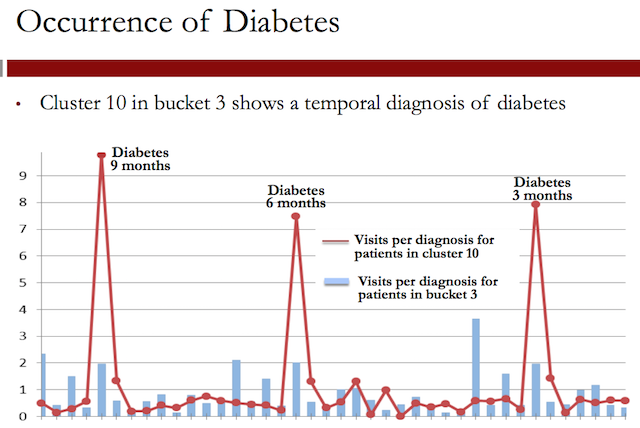 Occurrence of Diabetes
• Cluster 10 in bucket 3 shows a temporal diagnosis of diabetes
Diabetes
9 months
Diabetes
6 months
Diabetes
3 months
Visits per diagnosis for
patients in cluster 10
Visits per diagnosis for
patients in bucket 3
9
8
7
6
5
4
3
2
1
0